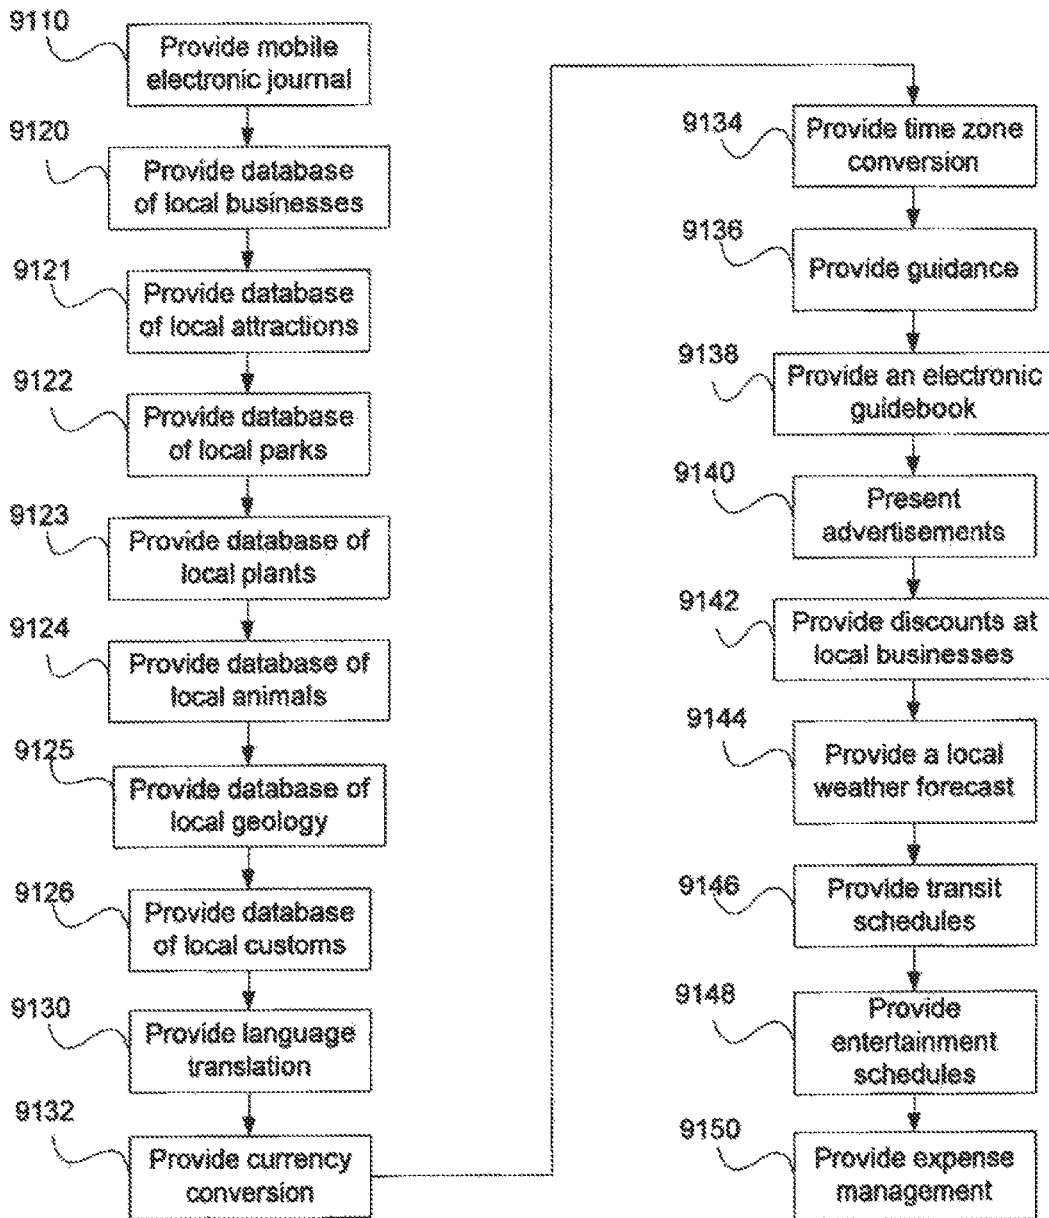 9110
Provide mobile
electronic journal
9120
Provide database
of local businesses
9121
Provide database
of local attractions
9122
Provide database
of local parks
9123
Provide database of
local plants
9124
Provide database of
local animals
9125
Provide database of
local geology
9126
Provide database
of local customs
9130
Provide language
translation
9132
Provide currency
conversion
9134
Provide time zone
conversion
9136
Provide guidance
9138
Provide an electronic
guidebook
9140
Present
advertisements
9142
Provide discounts at
local businesses
9144
Provide a local
weather forecast
9146
Provide transit
schedules
9148
Provide
entertainment
schedules
9150
Provide expense
management